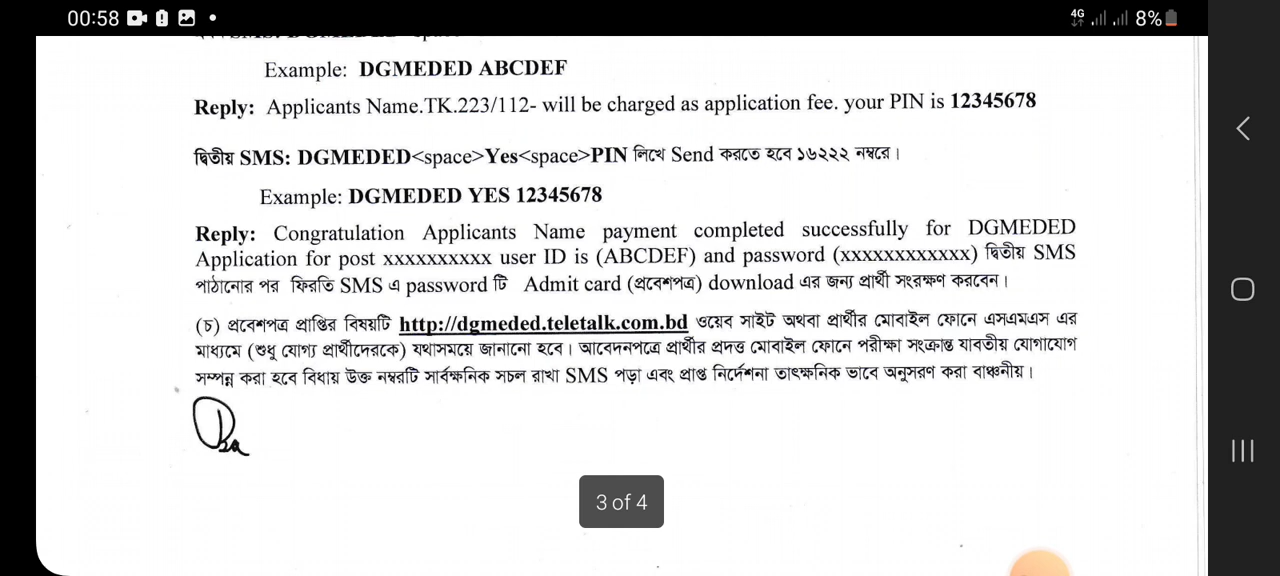 00:58 4G 8%
Example: DGMEDED ABCDEF
Reply: Applicants Name.TK.223/112- will be charged as application fee. your PIN is 12345678
দ্বিতীয় SMS: DGMEDED<space>Yes<space>PIN লিখে Send করতে হবে ১৬২২২ নম্বরে।
Example: DGMEDED YES 12345678
Reply: Congratulation Applicants Name payment completed successfully for DGMEDED
Application for post xxxxxxxxxx user ID is (ABCDEF) and password (xxxxxxxxxxxx) দ্বিতীয় SMS
পাঠানোর পর ফিরতি SMS এ password টি Admit card (প্রবেশপত্র) download এর জন্য প্রার্থী সংরক্ষণ করবেন।
(চ) প্রবেশপত্র প্রাপ্তির বিষয়টি http://dgmeded.teletalk.com.bd ওয়েব সাইট অথবা প্রার্থীর মোবাইল ফোনে এসএমএস এর
মাধ্যমে (শুধু যোগ্য প্রার্থীদেরকে) যথাসময়ে জানানো হবে। আবেদনপত্রে প্রার্থীর প্রদত্ত মোবাইল ফোনে পরীক্ষা সংক্রান্ত যাবতীয় যোগাযোগ
সম্পন্ন করা হবে বিধায় উক্ত নম্বরটি সার্বক্ষনিক সচল রাখা SMS পড়া এবং প্রাপ্ত নির্দেশনা তাৎক্ষনিক ভাবে অনুসরণ করা বাঞ্চনীয়।
3 of 4